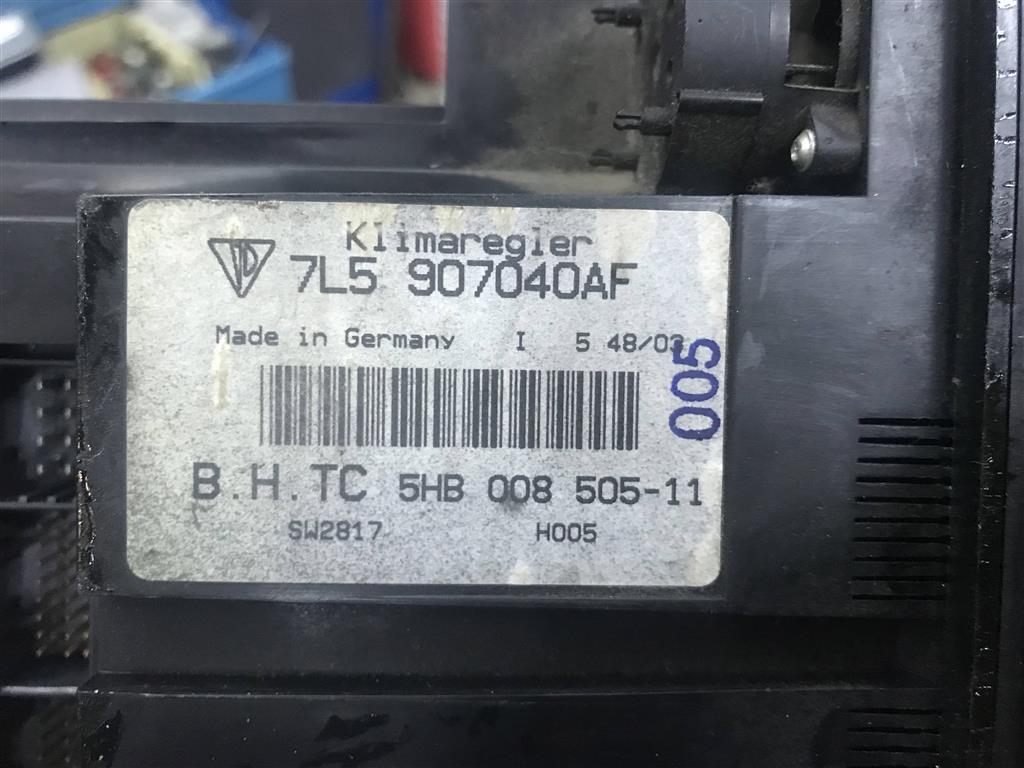 Klimaregler
7L5 907040AF
Made in Germany I 5 48/03
005
B.H.TC 5HB 008 505-11
SW2817 H005